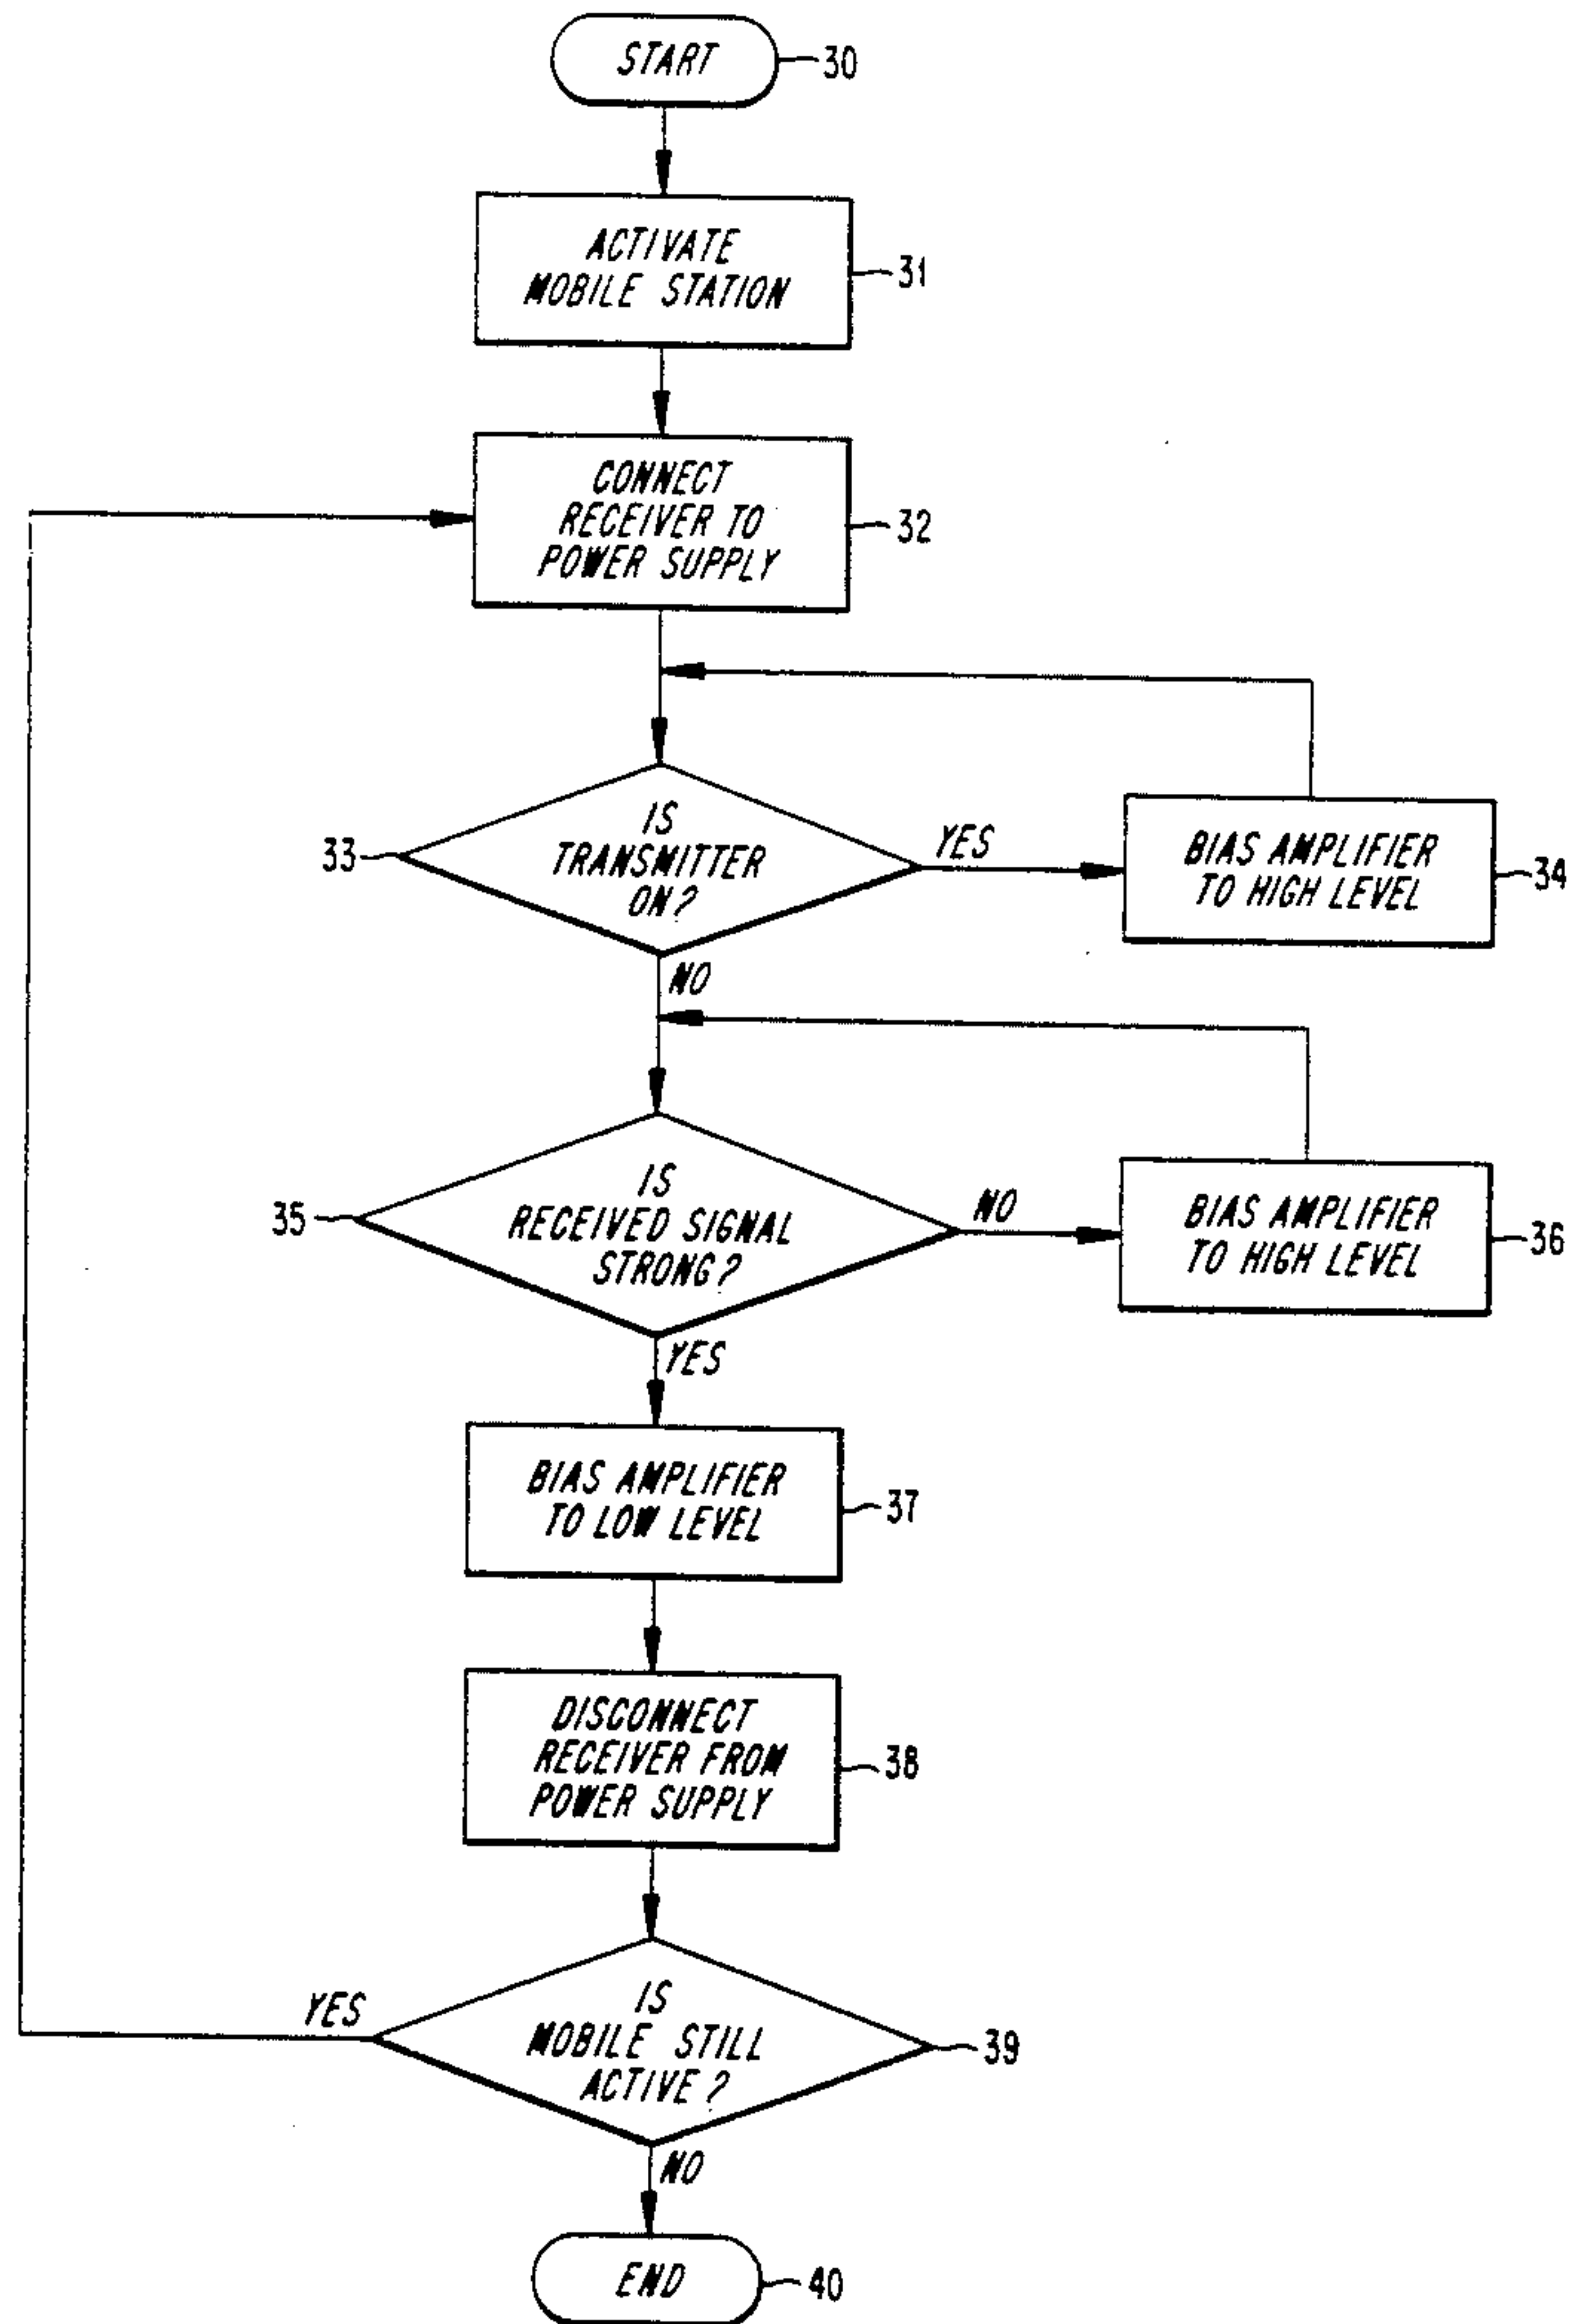 START
30
ACTIVATE
MOBILE STATION
31
CONNECT
RECEIVER TO
POWER SUPPLY
32
IS
TRANSMITTER
ON?
33
YES
BIAS AMPLIFIER
TO HIGH LEVEL
34
NO
IS
RECEIVED SIGNAL
STRONG?
35
NO
BIAS AMPLIFIER
TO HIGH LEVEL
36
YES
BIAS AMPLIFIER
TO LOW LEVEL
37
DISCONNECT
RECEIVER FROM
POWER SUPPLY
38
YES
IS
MOBILE STILL
ACTIVE?
39
NO
END
40